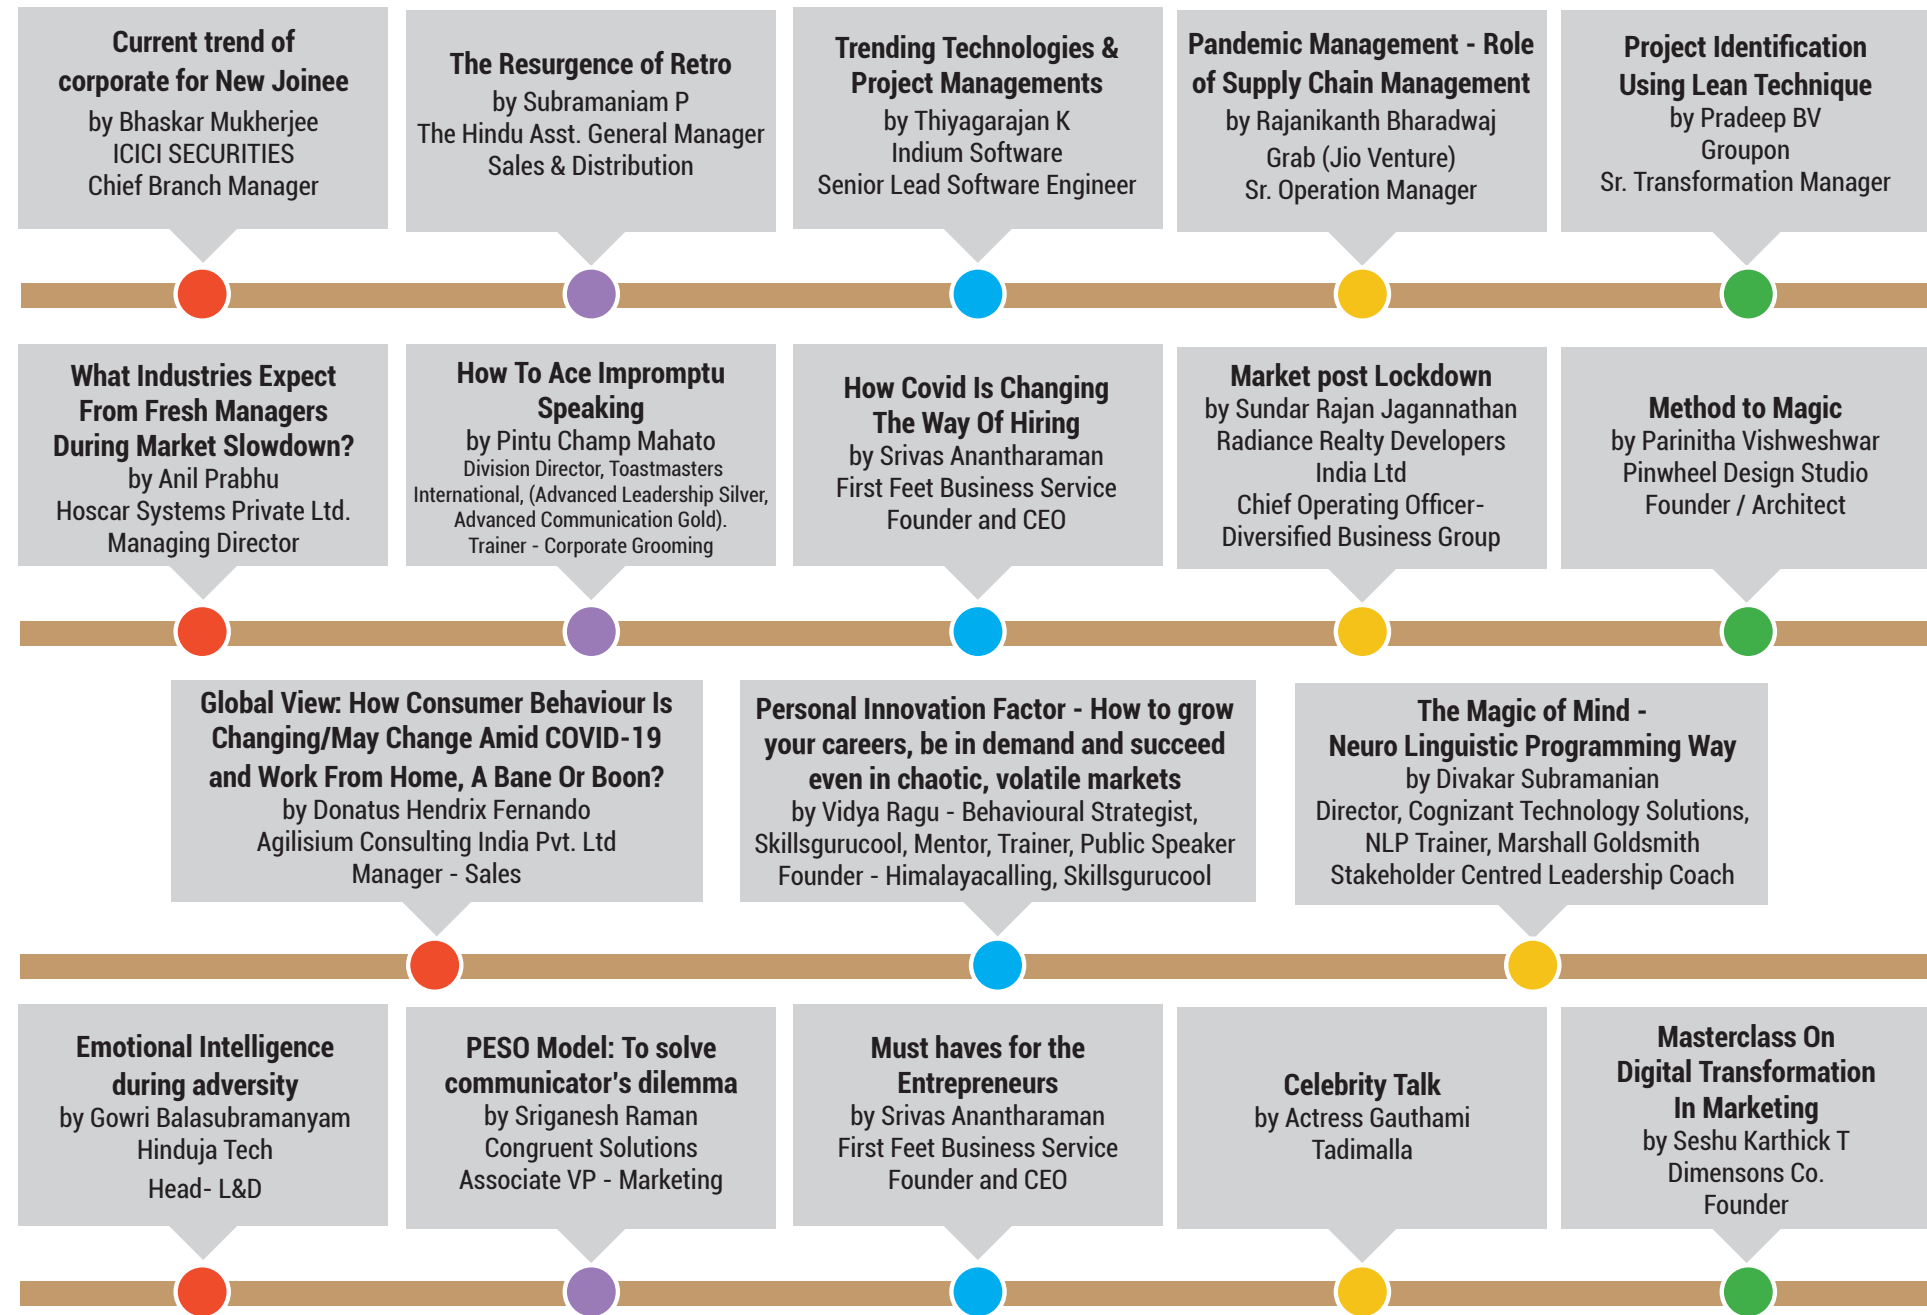 Current trend of
corporate for New Joinee
by Bhaskar Mukherjee
ICICI SECURITIES
Chief Branch Manager
The Resurgence of Retro
by Subramaniam P
The Hindu Asst. General Manager
Sales & Distribution
Trending Technologies &
Project Managements
by Thiyagarajan K
Indium Software
Senior Lead Software Engineer
Pandemic Management - Role
of Supply Chain Management
by Rajanikanth Bharadwaj
Grab (Jio Venture)
Sr. Operation Manager
Project Identification
Using Lean Technique
by Pradeep BV
Groupon
Sr. Transformation Manager
What Industries Expect
From Fresh Managers
During Market Slowdown?
by Anil Prabhu
Hoscar Systems Private Ltd.
Managing Director
How To Ace Impromptu
Speaking
by Pintu Champ Mahato
Division Director, Toastmasters
International, (Advanced Leadership Silver,
Advanced Communication Gold).
Trainer - Corporate Grooming
How Covid Is Changing
The Way Of Hiring
by Srivas Anantharaman
First Feet Business Service
Founder and CEO
Market post Lockdown
by Sundar Rajan Jagannathan
Radiance Realty Developers
India Ltd
Chief Operating Officer-
Diversified Business Group
Method to Magic
by Parinitha Vishweshwar
Pinwheel Design Studio
Founder / Architect
Global View: How Consumer Behaviour Is
Changing/May Change Amid COVID-19
and Work From Home, A Bane Or Boon?
by Donatus Hendrix Fernando
Agilisium Consulting India Pvt. Ltd
Manager - Sales
Personal Innovation Factor - How to grow
your careers, be in demand and succeed
even in chaotic, volatile markets
by Vidya Ragu - Behavioural Strategist,
Skillsgurucool, Mentor, Trainer, Public Speaker
Founder - Himalayacalling, Skillsgurucool
The Magic of Mind -
Neuro Linguistic Programming Way
by Divakar Subramanian
Director, Cognizant Technology Solutions,
NLP Trainer, Marshall Goldsmith
Stakeholder Centred Leadership Coach
Emotional Intelligence
during adversity
by Gowri Balasubramanyam
Hinduja Tech
Head- L&D
PESO Model: To solve
communicator's dilemma
by Sriganesh Raman
Congruent Solutions
Associate VP - Marketing
Must haves for the
Entrepreneurs
by Srivas Anantharaman
First Feet Business Service
Founder and CEO
Celebrity Talk
by Actress Gauthami
Tadimalla
Masterclass On
Digital Transformation
In Marketing
by Seshu Karthick T
Dimensons Co.
Founder